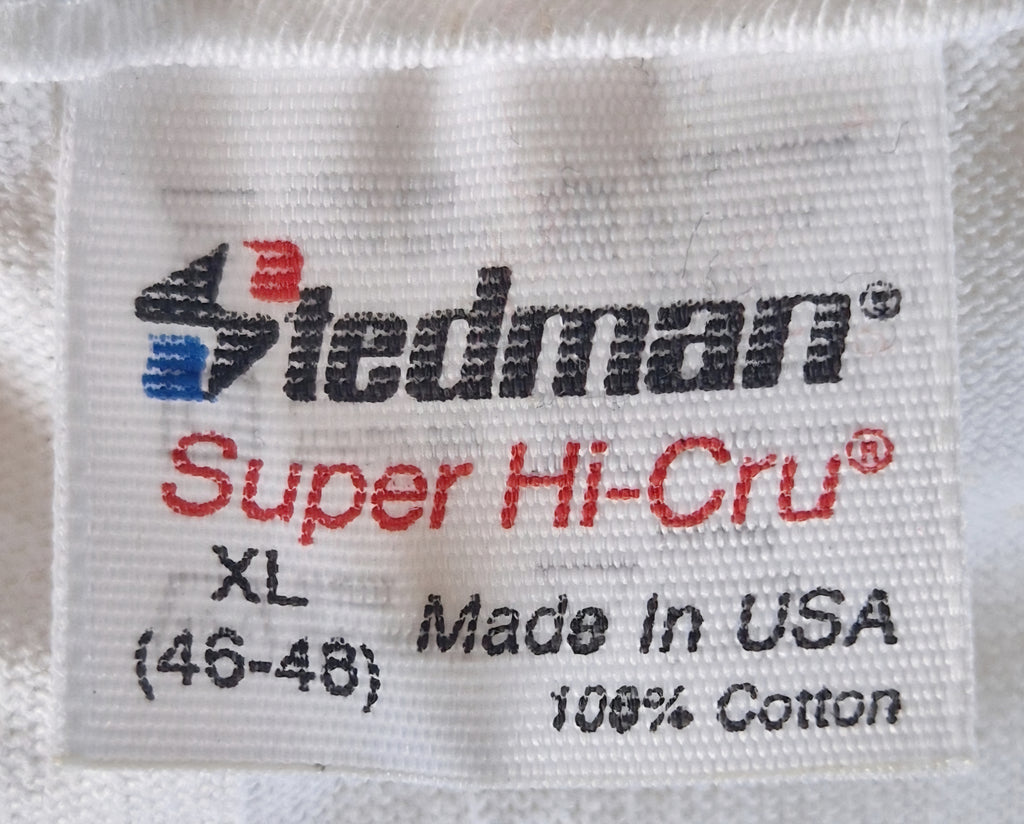 Stedman®
Super Hi-Cru®
XL
(46-48)
Made In USA
100% Cotton